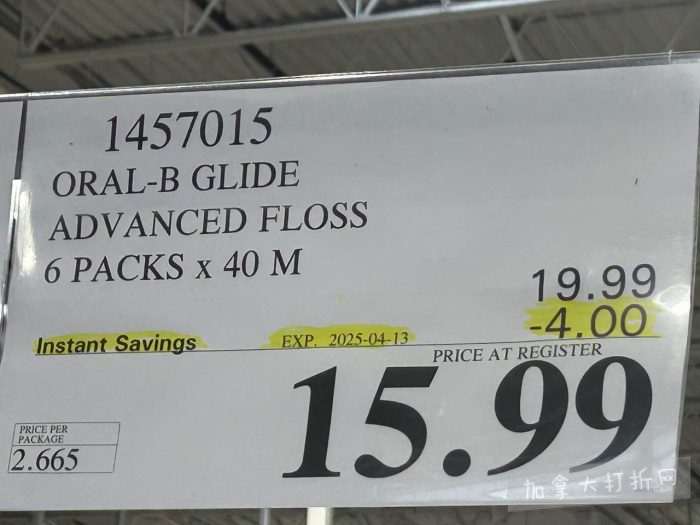 1457015
ORAL-B GLIDE
ADVANCED FLOSS
6 PACKS x 40 M
19.99
-4.00
Instant Savings EXP. 2025-04-13
PRICE AT REGISTER
15.99
PRICE PER
PACKAGE
2.665
加拿大打折网